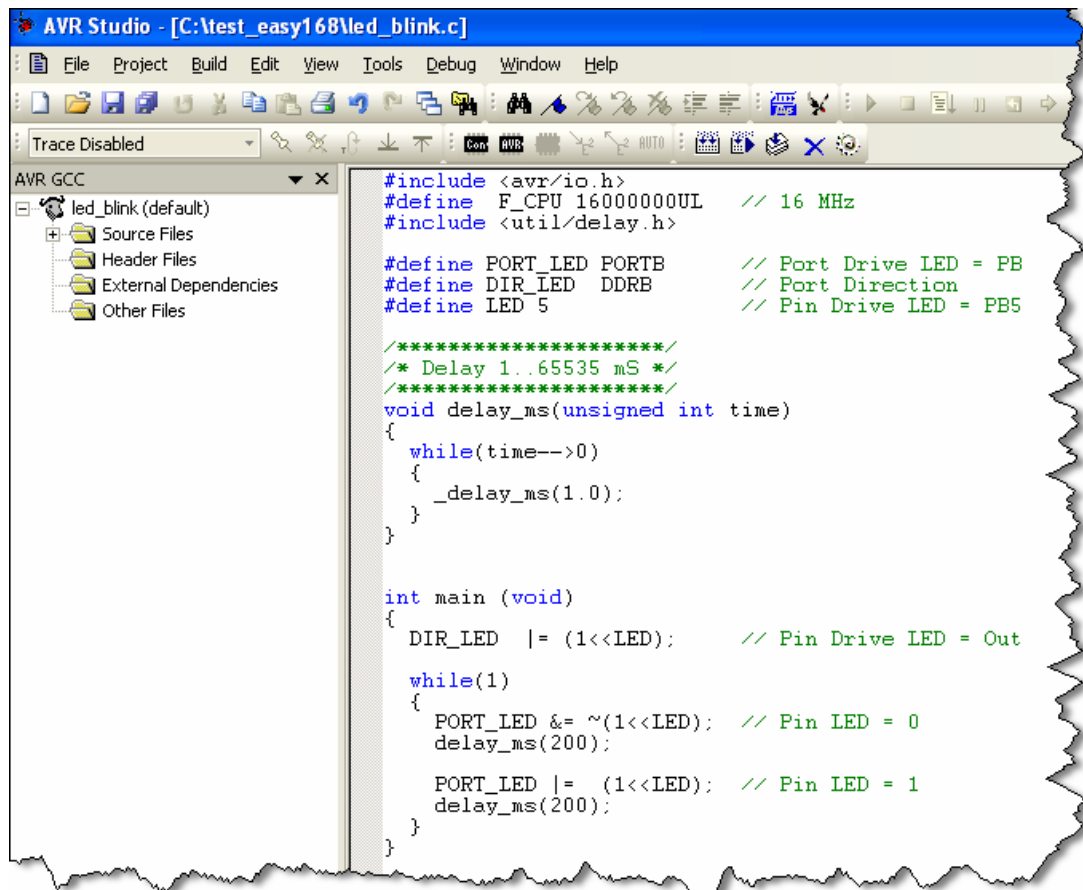 AVR Studio - [C:\test_easy168\led_blink.c]
File Project Build Edit View Tools Debug Window Help
Trace Disabled
Con AVR AUTO
AVR GCC
led_blink (default)
Source Files
Header Files
External Dependencies
Other Files
#include <avr/io.h>
#define  F_CPU 16000000UL   // 16 MHz
#include <util/delay.h>
#define PORT_LED PORTB      // Port Drive LED = PB
#define DIR_LED  DDRB       // Port Direction
#define LED 5               // Pin Drive LED = PB5
/*********************/
/* Delay 1..65535 mS */
/*********************/
void delay_ms(unsigned int time)
{
  while(time-->0)
  {
    _delay_ms(1.0);
  }
}
int main (void)
{
  DIR_LED  |= (1<<LED);     // Pin Drive LED = Out
  while(1)
  {
    PORT_LED &= ~(1<<LED);  // Pin LED = 0
    delay_ms(200);
    PORT_LED |=  (1<<LED);  // Pin LED = 1
    delay_ms(200);
  }
}